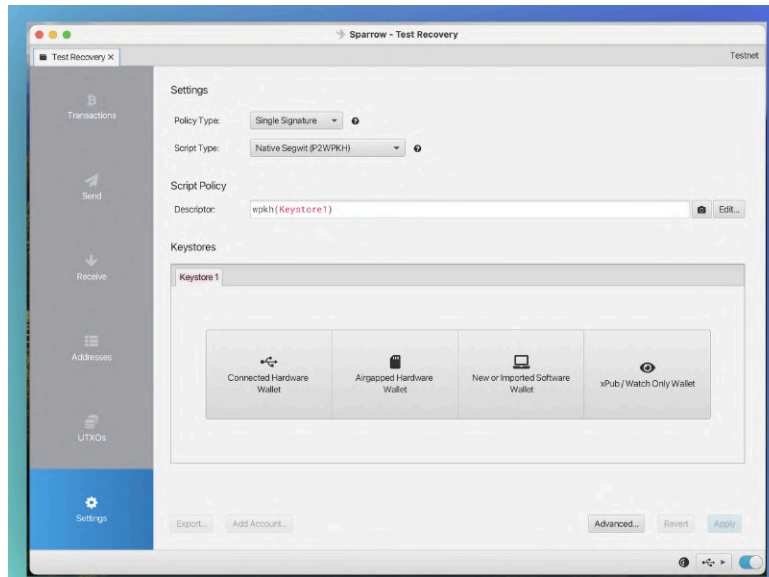 Sparrow - Test Recovery
Test Recovery X
Testnet
Transactions
Send
Receive
Addresses
UTXOs
Settings
Settings
Policy Type: Single Signature
Script Type: Native Segwit (P2WPKH)
Script Policy
Descriptor: wpkh(Keystore1) Edit...
Keystores
Keystore 1
Connected Hardware
Wallet
Airgapped Hardware
Wallet
New or Imported Software
Wallet
xPub / Watch Only Wallet
Export... Add Account... Advanced... Revert Apply